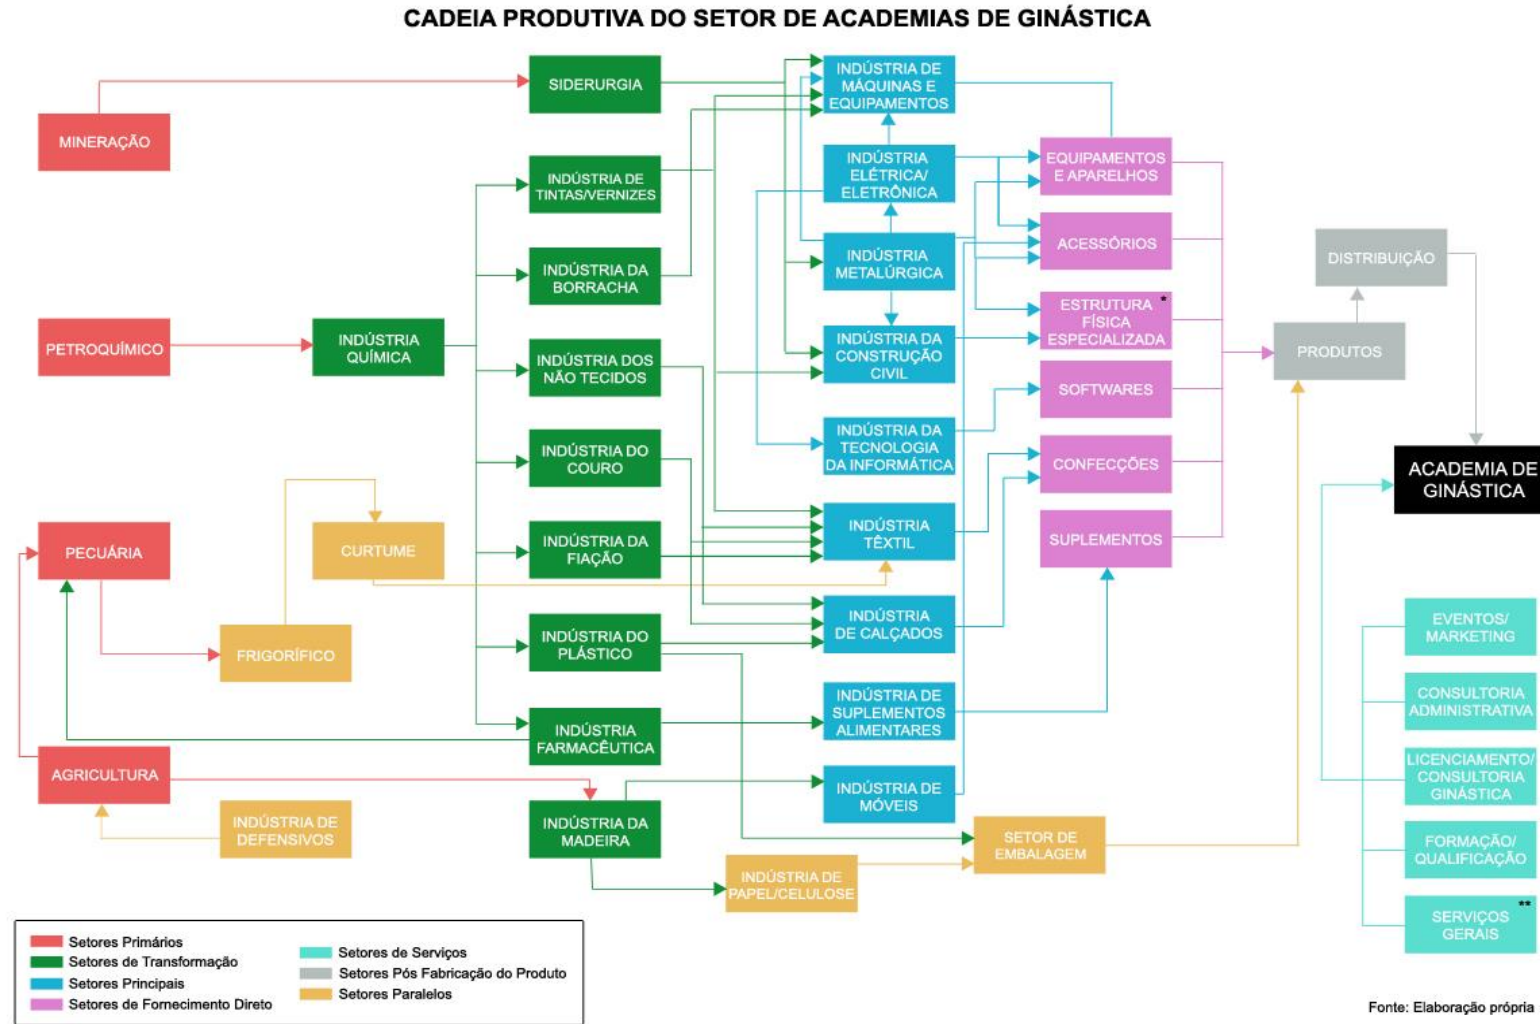 CADEIA PRODUTIVA DO SETOR DE ACADEMIAS DE GINÁSTICA
MINERAÇÃO
PETROQUÍMICO
PECUÁRIA
AGRICULTURA
INDÚSTRIA
QUÍMICA
CURTUME
FRIGORÍFICO
INDÚSTRIA DE
DEFENSIVOS
SIDERURGIA
INDÚSTRIA DE
TINTAS/VERNIZES
INDÚSTRIA DA
BORRACHA
INDÚSTRIA DOS
NÃO TECIDOS
INDÚSTRIA DO
COURO
INDÚSTRIA DA
FIAÇÃO
INDÚSTRIA DO
PLÁSTICO
INDÚSTRIA
FARMACÊUTICA
INDÚSTRIA DA
MADEIRA
INDÚSTRIA DE
PAPEL/CELULOSE
INDÚSTRIA DE
MÁQUINAS E
EQUIPAMENTOS
INDÚSTRIA
ELÉTRICA/
ELETRÔNICA
INDÚSTRIA
METALÚRGICA
INDÚSTRIA DA
CONSTRUÇÃO
CIVIL
INDÚSTRIA DA
TECNOLOGIA
DA INFORMÁTICA
INDÚSTRIA
TÊXTIL
INDÚSTRIA
DE CALÇADOS
INDÚSTRIA DE
SUPLEMENTOS
ALIMENTARES
INDÚSTRIA DE
MÓVEIS
SETOR DE
EMBALAGEM
EQUIPAMENTOS
E APARELHOS
ACESSÓRIOS
ESTRUTURA *
FÍSICA
ESPECIALIZADA
SOFTWARES
CONFECÇÕES
SUPLEMENTOS
DISTRIBUIÇÃO
PRODUTOS
ACADEMIA DE
GINÁSTICA
EVENTOS/
MARKETING
CONSULTORIA
ADMINISTRATIVA
LICENCIAMENTO/
CONSULTORIA
GINÁSTICA
FORMAÇÃO/
QUALIFICAÇÃO
SERVIÇOS **
GERAIS
Setores Primários
Setores de Transformação
Setores Principais
Setores de Fornecimento Direto
Setores de Serviços
Setores Pós Fabricação do Produto
Setores Paralelos
Fonte: Elaboração própria